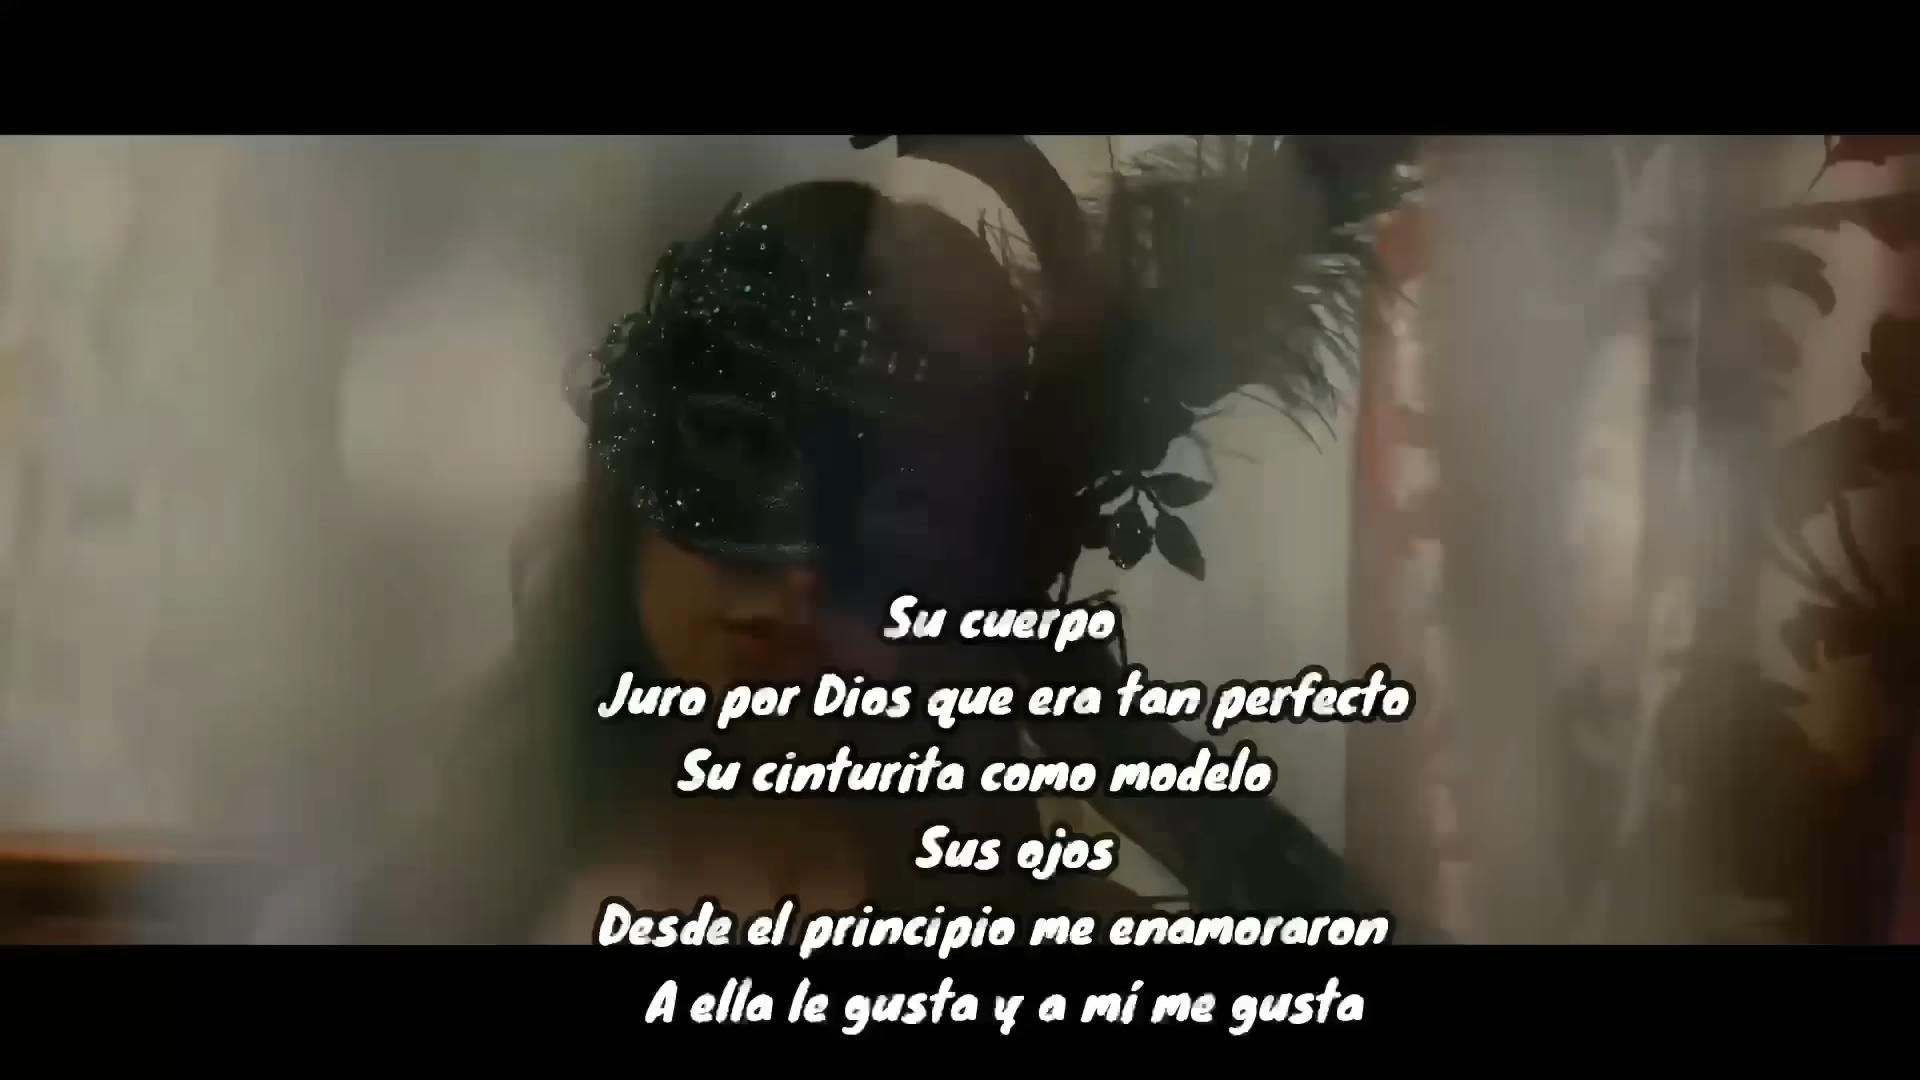 Su cuerpo
Juro por Dios que era tan perfecto
Su cinturita como modelo
Sus ojos
Desde el principio me enamoraron
A ella le gusta y a mí me gusta